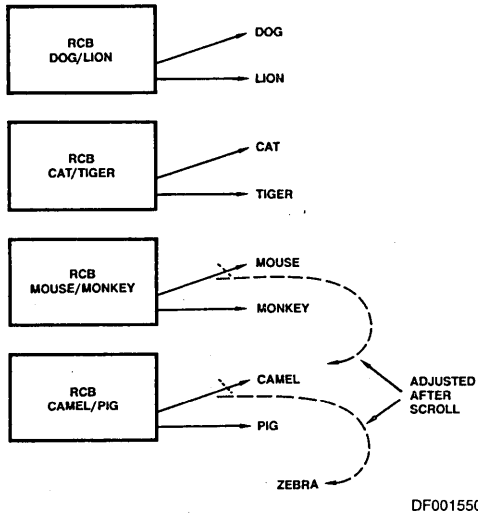 RCB
DOG/LION
DOG
LION
RCB
CAT/TIGER
CAT
TIGER
RCB
MOUSE/MONKEY
MOUSE
MONKEY
RCB
CAMEL/PIG
CAMEL
PIG
ZEBRA
ADJUSTED
AFTER
SCROLL
DF001550